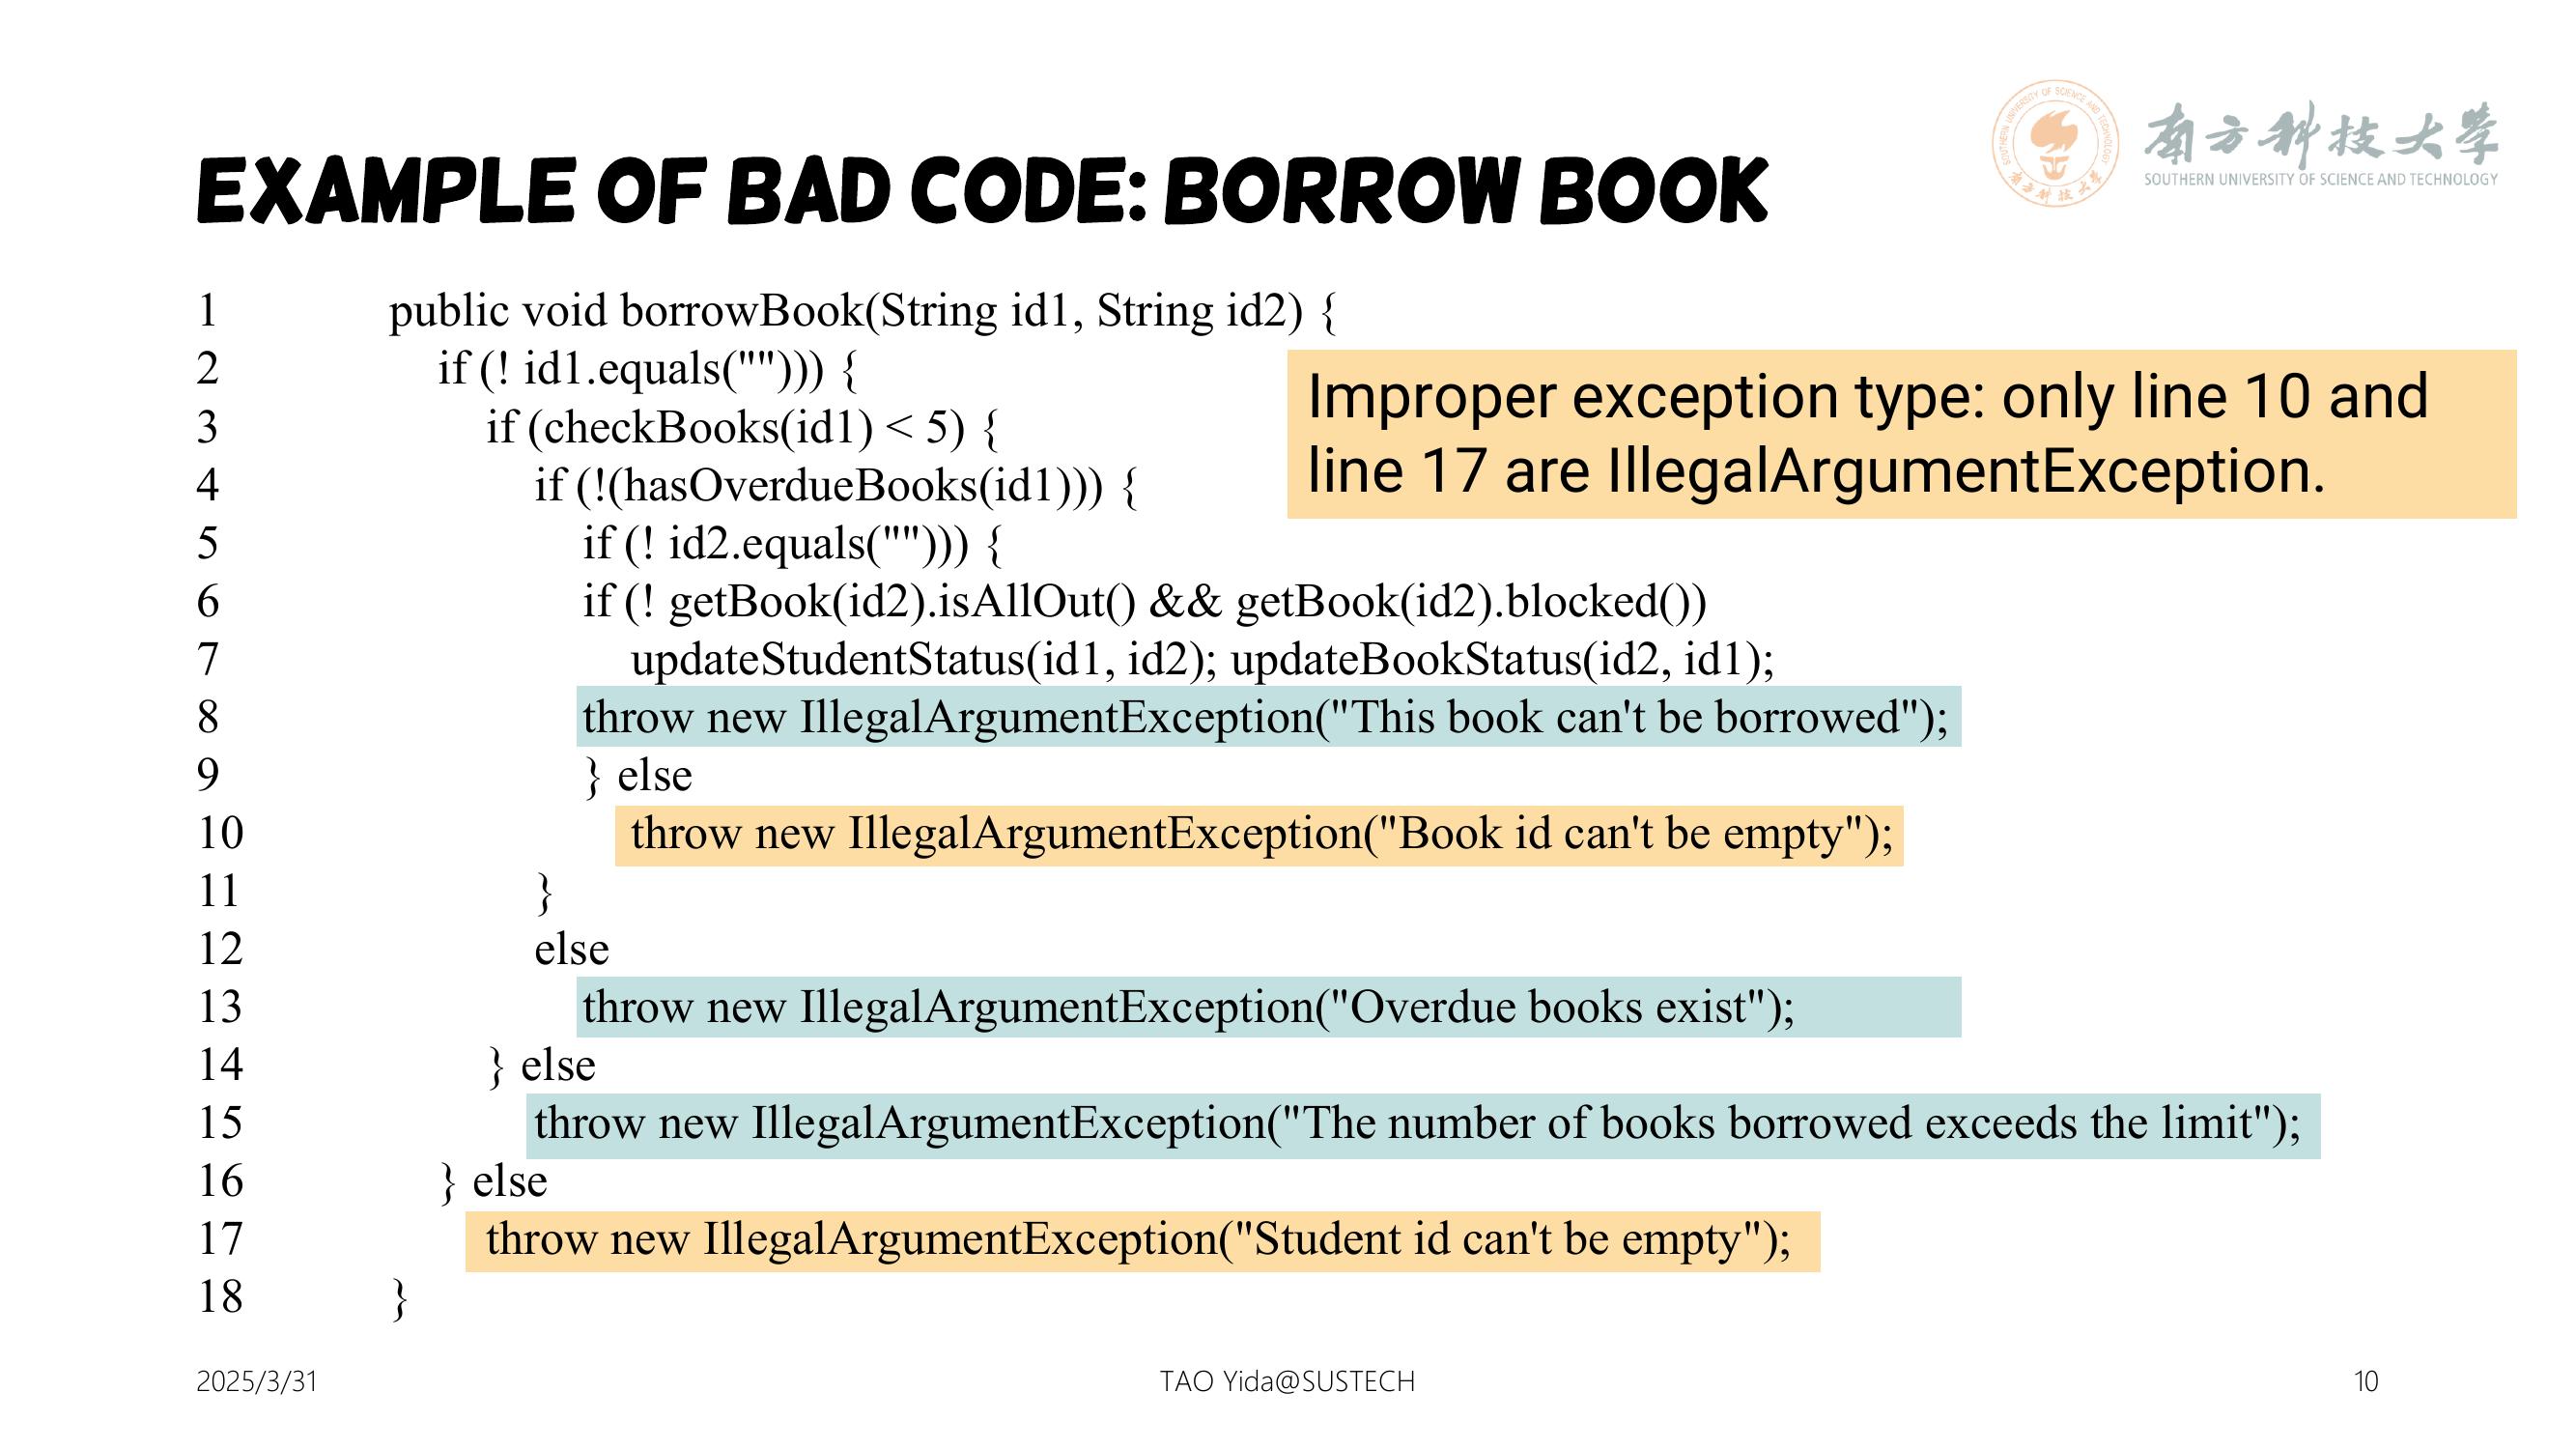 南方科技大学
SOUTHERN UNIVERSITY OF SCIENCE AND TECHNOLOGY
EXAMPLE OF BAD CODE: BORROW BOOK
1 public void borrowBook(String id1, String id2) {
2 if (! id1.equals(""))) {
3 if (checkBooks(id1) < 5) {
4 if (!(hasOverdueBooks(id1))) {
5 if (! id2.equals(""))) {
6 if (! getBook(id2).isAllOut() && getBook(id2).blocked())
7 updateStudentStatus(id1, id2); updateBookStatus(id2, id1);
8 throw new IllegalArgumentException("This book can't be borrowed");
9 } else
10 throw new IllegalArgumentException("Book id can't be empty");
11 }
12 else
13 throw new IllegalArgumentException("Overdue books exist");
14 } else
15 throw new IllegalArgumentException("The number of books borrowed exceeds the limit");
16 } else
17 throw new IllegalArgumentException("Student id can't be empty");
18 }
Improper exception type: only line 10 and
line 17 are IllegalArgumentException.
2025/3/31
TAO Yida@SUSTECH
10